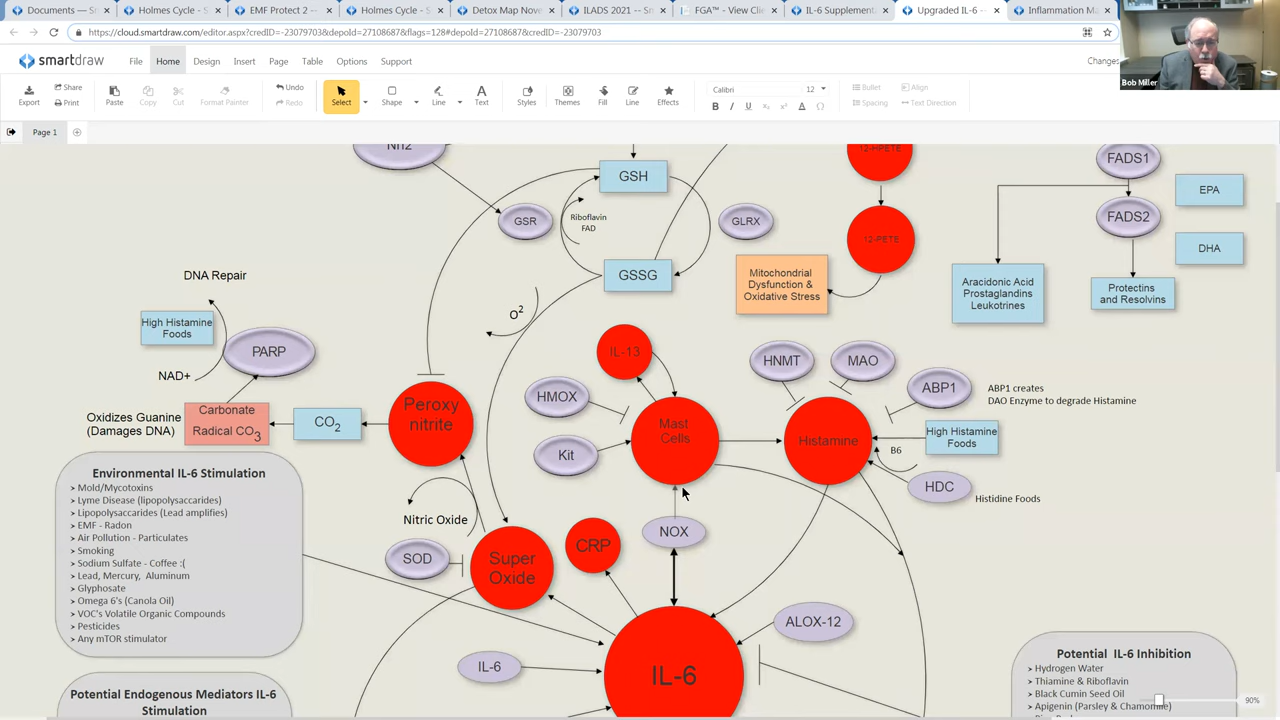 Documents — Sm
Holmes Cycle - S
EMF Protect 2 –
Holmes Cycle - S
Detox Map Nove
ILADS 2021 -- Sn
FGA™ - View Clie
IL-6 Supplement
Upgraded IL-6 –
Inflammation Ma
https://cloud.smartdraw.com/editor.aspx?credID=-23079703&depoId=27108687&flags=128#depoId=27108687&credID=-23079703
smartdraw
File Home Design Insert Page Table Options Support
Changes
Export
Share
Print
Paste
Copy
Cut
Format Painter
Undo
Redo
Select
Shape
Line
Text
Styles
Themes
Fill
Line
Effects
Calibri 12
Bullet
Align
Spacing
Text Direction
Bob Miller
Page 1
Nrf2
GSH
GSR
Riboflavin
FAD
GLRX
GSSG
O2
12-HPETE
12-PETE
Mitochondrial
Dysfunction &
Oxidative Stress
FADS1
EPA
FADS2
DHA
Aracidonic Acid
Prostaglandins
Leukotrines
Protectins
and Resolvins
DNA Repair
High Histamine
Foods
PARP
NAD+
Oxidizes Guanine
(Damages DNA)
Carbonate
Radical CO3
CO2
Peroxy
nitrite
IL-13
HMOX
Kit
Mast
Cells
HNMT
MAO
ABP1
ABP1 creates
DAO Enzyme to degrade Histamine
Histamine
High Histamine
Foods
B6
HDC
Histidine Foods
Nitric Oxide
SOD
Super
Oxide
CRP
NOX
ALOX-12
IL-6
IL-6
Environmental IL-6 Stimulation
➤ Mold/Mycotoxins
➤ Lyme Disease (lipopolysaccarides)
➤ Lipopolysaccarides (Lead amplifies)
➤ EMF - Radon
➤ Air Pollution - Particulates
➤ Smoking
➤ Sodium Sulfate - Coffee :(
➤ Lead, Mercury, Aluminum
➤ Glyphosate
➤ Omega 6's (Canola Oil)
➤ VOC's Volatile Organic Compounds
➤ Pesticides
➤ Any mTOR stimulator
Potential Endogenous Mediators IL-6
Stimulation
Potential IL-6 Inhibition
➤ Hydrogen Water
➤ Thiamine & Riboflavin
➤ Black Cumin Seed Oil
➤ Apigenin (Parsley & Chamomile)
90%